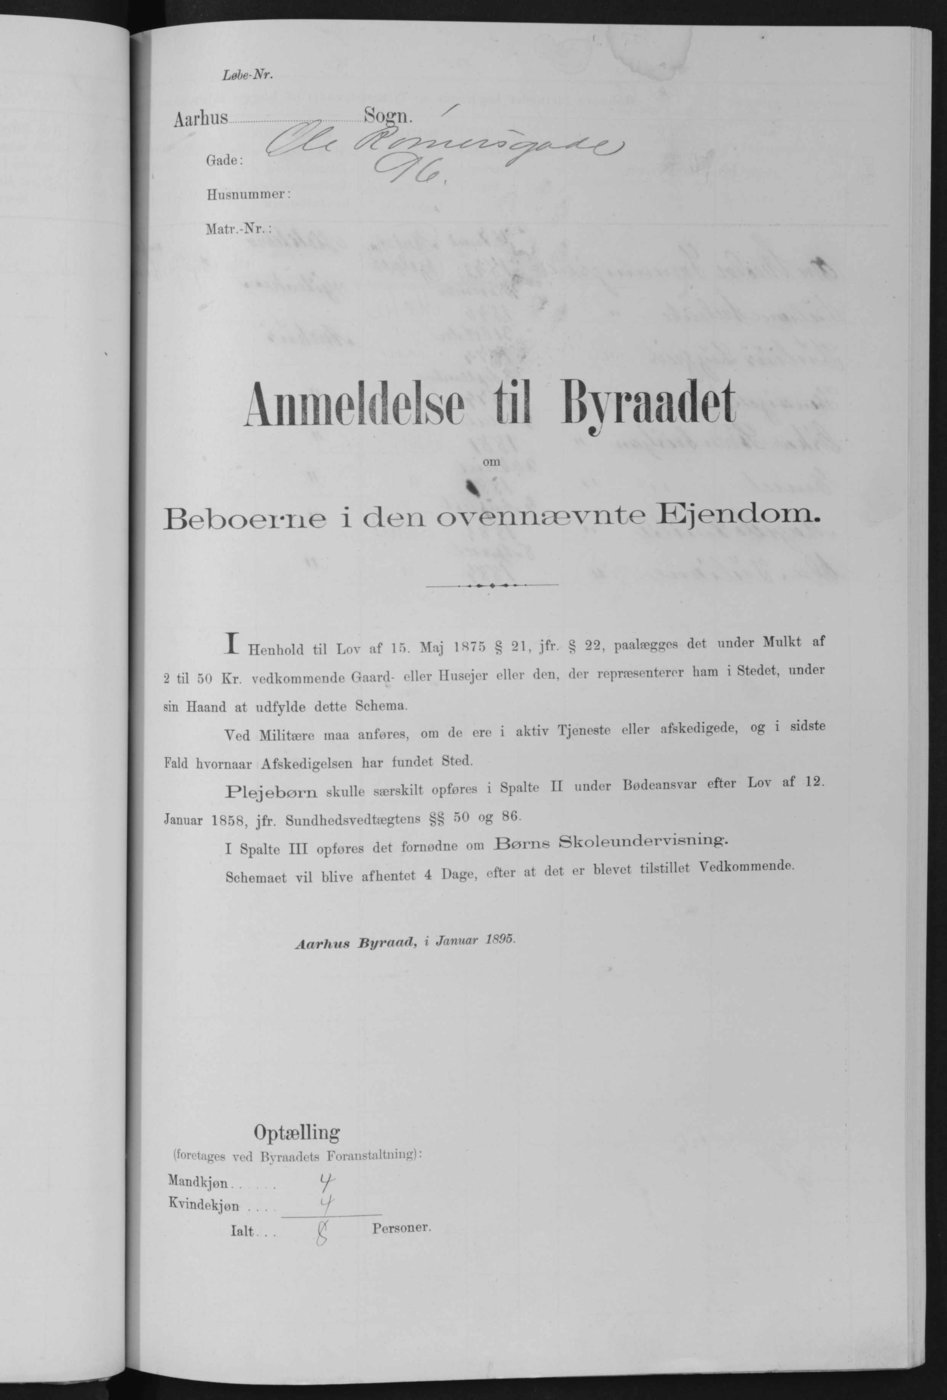 Løbe-Nr.
Aarhus Sogn.
Gade: Ole Rømersgade
96.
Husnummer:
Matr.-Nr.:
Anmeldelse til Byraadet
om
Beboerne i den ovennævnte Ejendom.
I Henhold til Lov af 15. Maj 1875 § 21, jfr. § 22, paalægges det under Mulkt af
2 til 50 Kr. vedkommende Gaard- eller Husejer eller den, der repræsenterer ham i Stedet, under
sin Haand at udfylde dette Schema.
Ved Militære maa anføres, om de ere i aktiv Tjeneste eller afskedigede, og i sidste
Fald hvornaar Afskedigelsen har fundet Sted.
Plejebørn skulle særskilt opføres i Spalte II under Bødeansvar efter Lov af 12.
Januar 1858, jfr. Sundhedsvedtægtens §§ 50 og 86.
I Spalte III opføres det fornødne om Børns Skoleundervisning.
Schemaet vil blive afhentet 4 Dage, efter at det er blevet tilstillet Vedkommende.
Aarhus Byraad, i Januar 1895.
Optælling
(foretages ved Byraadets Foranstaltning):
Mandkjøn...... 4
Kvindekjøn .... 4
Ialt... 8 Personer.